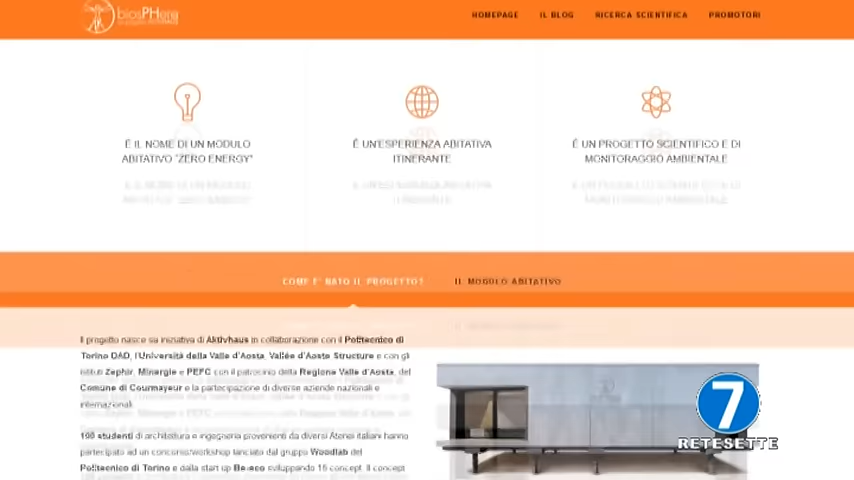 biosPHera
HOMEPAGE
IL BLOG
RICERCA SCIENTIFICA
PROMOTORI
È IL NOME DI UN MODULO
ABITATIVO "ZERO ENERGY"
È UN'ESPERIENZA ABITATIVA
ITINERANTE
È UN PROGETTO SCIENTIFICO E DI
MONITORAGGIO AMBIENTALE
COME E' NATO IL PROGETTO?
IL MODULO ABITATIVO
Il progetto nasce su iniziativa di Aktivhaus in collaborazione con il Politecnico di
Torino DAD, l'Università della Valle d'Aosta, Vallée d'Aoste Structure e con gli
istituti Zephir, Minergie e PEFC con il patrocinio della Regione Valle d'Aosta, del
Comune di Courmayeur e la partecipazione di diverse aziende nazionali e
internazionali.
100 studenti di architettura e ingegneria provenienti da diversi Atenei italiani hanno
partecipato ad un concorso/workshop lanciato dal gruppo Woodlab del
Politecnico di Torino e dalla start up Be-eco sviluppando 15 concept. Il concept
7
RETESETTE